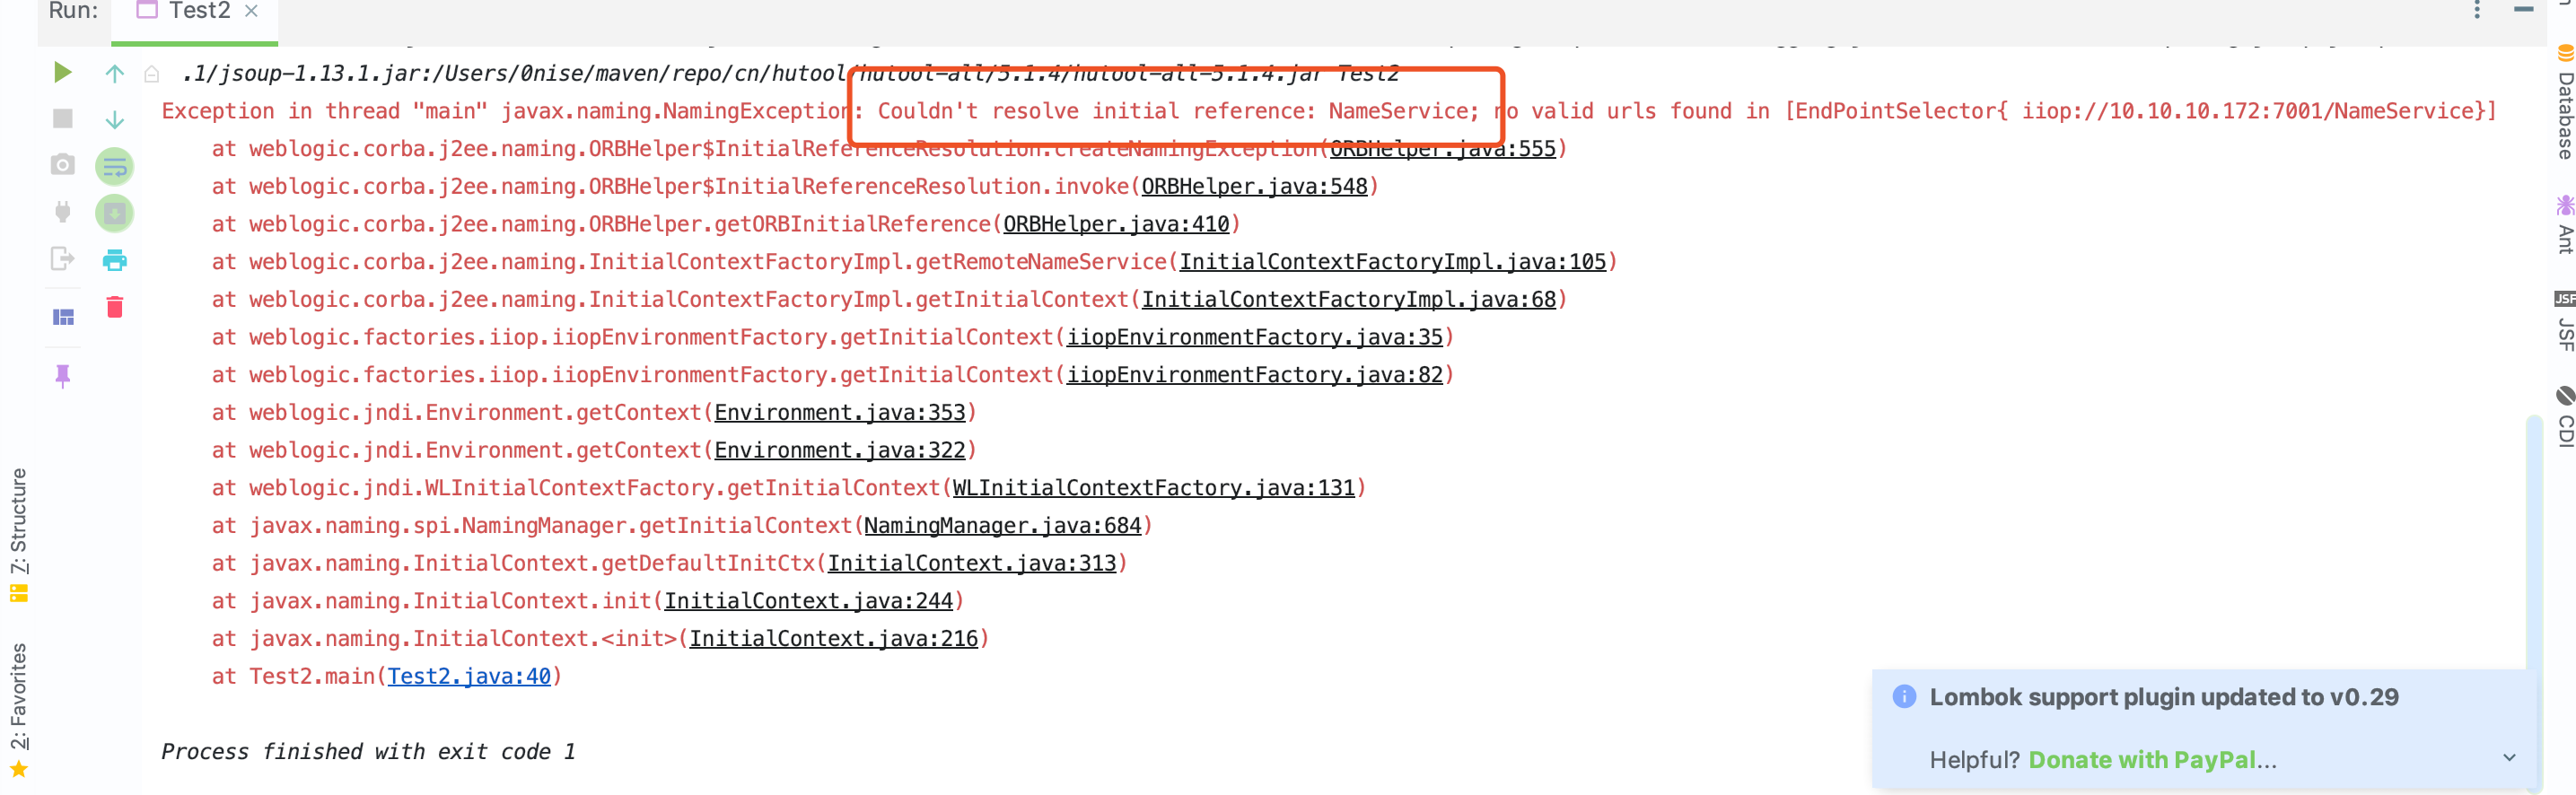 Run: Test2
.1/jsoup-1.13.1.jar:/Users/0nise/maven/repo/cn/hutool/hutool-all/5.1.4/hutool-all-5.1.4.jar Test2
Exception in thread "main" javax.naming.NamingException: Couldn't resolve initial reference: NameService; no valid urls found in [EndPointSelector{ iiop://10.10.10.172:7001/NameService}]
at weblogic.corba.j2ee.naming.ORBHelper$InitialReferenceResolution.createNamingException(ORBHelper.java:555)
at weblogic.corba.j2ee.naming.ORBHelper$InitialReferenceResolution.invoke(ORBHelper.java:548)
at weblogic.corba.j2ee.naming.ORBHelper.getORBInitialReference(ORBHelper.java:410)
at weblogic.corba.j2ee.naming.InitialContextFactoryImpl.getRemoteNameService(InitialContextFactoryImpl.java:105)
at weblogic.corba.j2ee.naming.InitialContextFactoryImpl.getInitialContext(InitialContextFactoryImpl.java:68)
at weblogic.factories.iiop.iiopEnvironmentFactory.getInitialContext(iiopEnvironmentFactory.java:35)
at weblogic.factories.iiop.iiopEnvironmentFactory.getInitialContext(iiopEnvironmentFactory.java:82)
at weblogic.jndi.Environment.getContext(Environment.java:353)
at weblogic.jndi.Environment.getContext(Environment.java:322)
at weblogic.jndi.WLInitialContextFactory.getInitialContext(WLInitialContextFactory.java:131)
at javax.naming.spi.NamingManager.getInitialContext(NamingManager.java:684)
at javax.naming.InitialContext.getDefaultInitCtx(InitialContext.java:313)
at javax.naming.InitialContext.init(InitialContext.java:244)
at javax.naming.InitialContext.<init>(InitialContext.java:216)
at Test2.main(Test2.java:40)
Process finished with exit code 1
7: Structure
2: Favorites
Database
Ant
JSF
JSF
CDI
Lombok support plugin updated to v0.29
Helpful? Donate with PayPal...